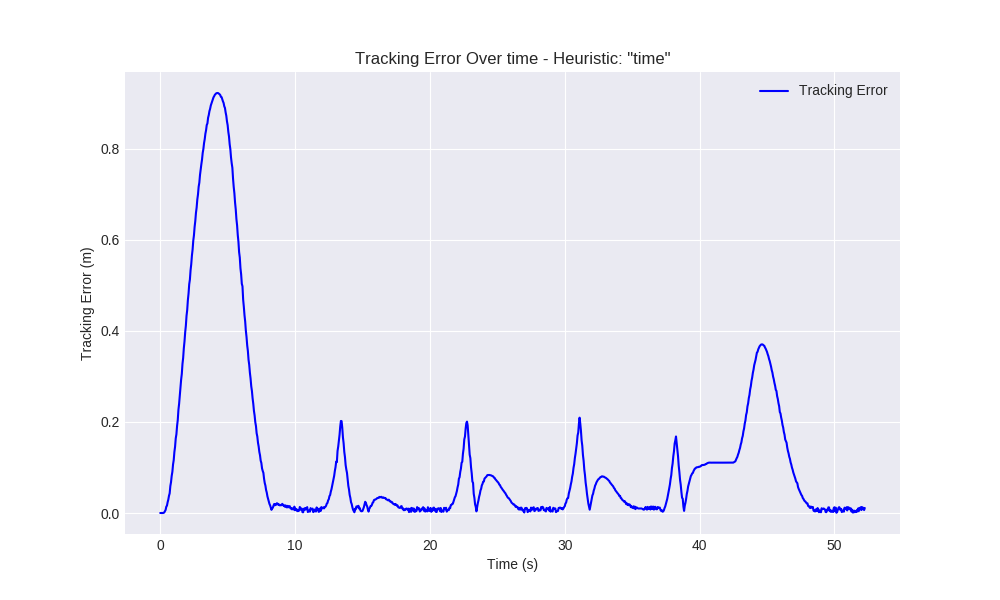 Tracking Error Over time - Heuristic: "time"
Tracking Error
Tracking Error (m)
0.8
0.6
0.4
0.2
0.0
0 10 20 30 40 50
Time (s)